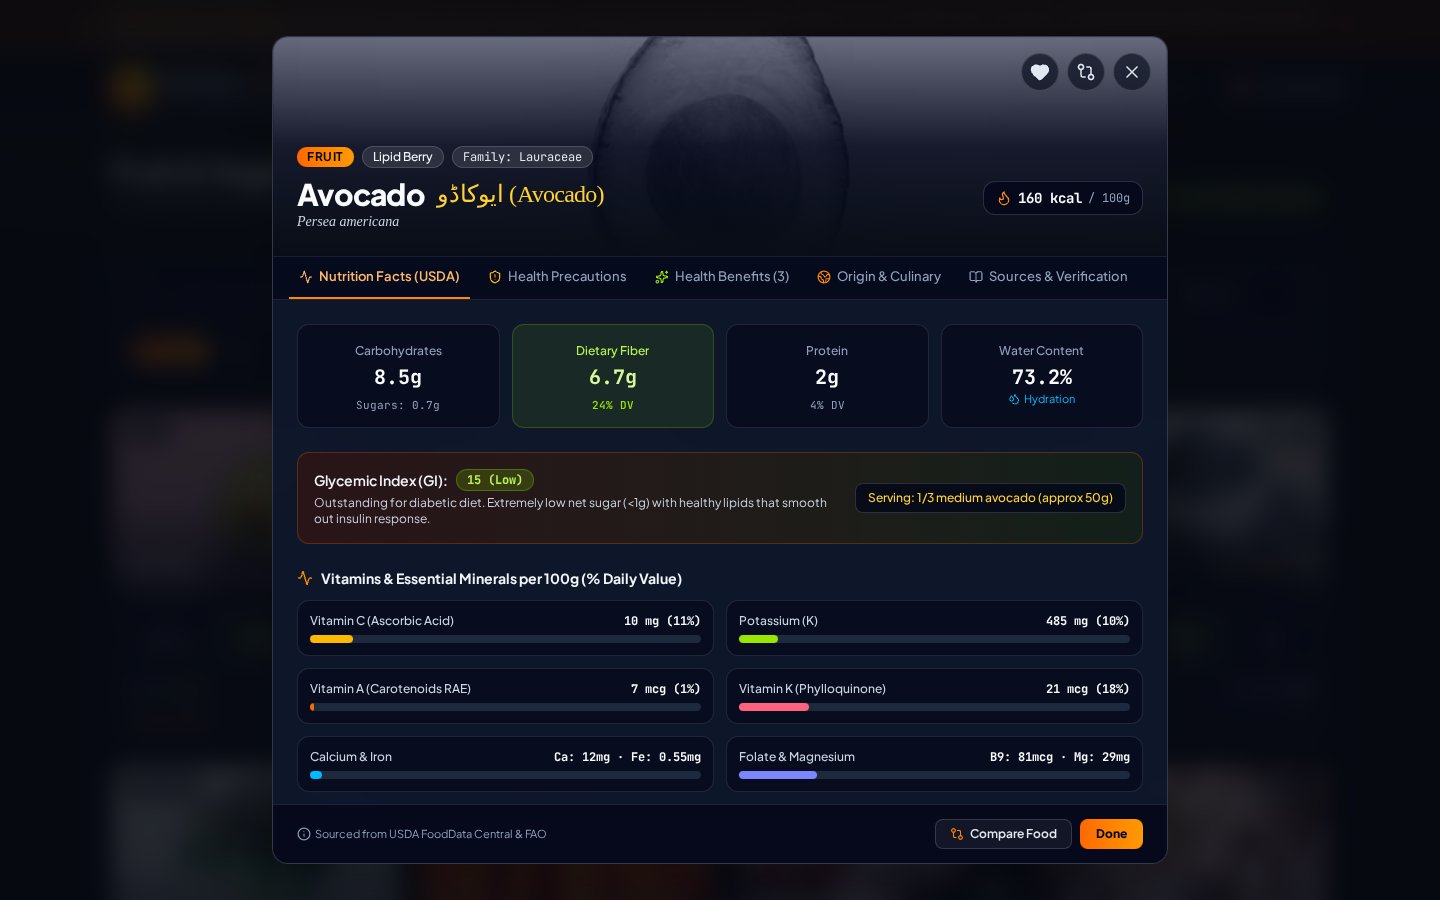 FRUIT
Lipid Berry
Family: Lauraceae
Avocado ایوکاڈو (Avocado)
Persea americana
160 kcal / 100g
Nutrition Facts (USDA)
Health Precautions
Health Benefits (3)
Origin & Culinary
Sources & Verification
Carbohydrates
8.5g
Sugars: 0.7g
Dietary Fiber
6.7g
24% DV
Protein
2g
4% DV
Water Content
73.2%
Hydration
Glycemic Index (GI): 15 (Low)
Outstanding for diabetic diet. Extremely low net sugar (<1g) with healthy lipids that smooth
out insulin response.
Serving: 1/3 medium avocado (approx 50g)
Vitamins & Essential Minerals per 100g (% Daily Value)
Vitamin C (Ascorbic Acid) 10 mg (11%)
Potassium (K) 485 mg (10%)
Vitamin A (Carotenoids RAE) 7 mcg (1%)
Vitamin K (Phylloquinone) 21 mcg (18%)
Calcium & Iron Ca: 12mg · Fe: 0.55mg
Folate & Magnesium B9: 81mcg · Mg: 29mg
Sourced from USDA FoodData Central & FAO
Compare Food
Done